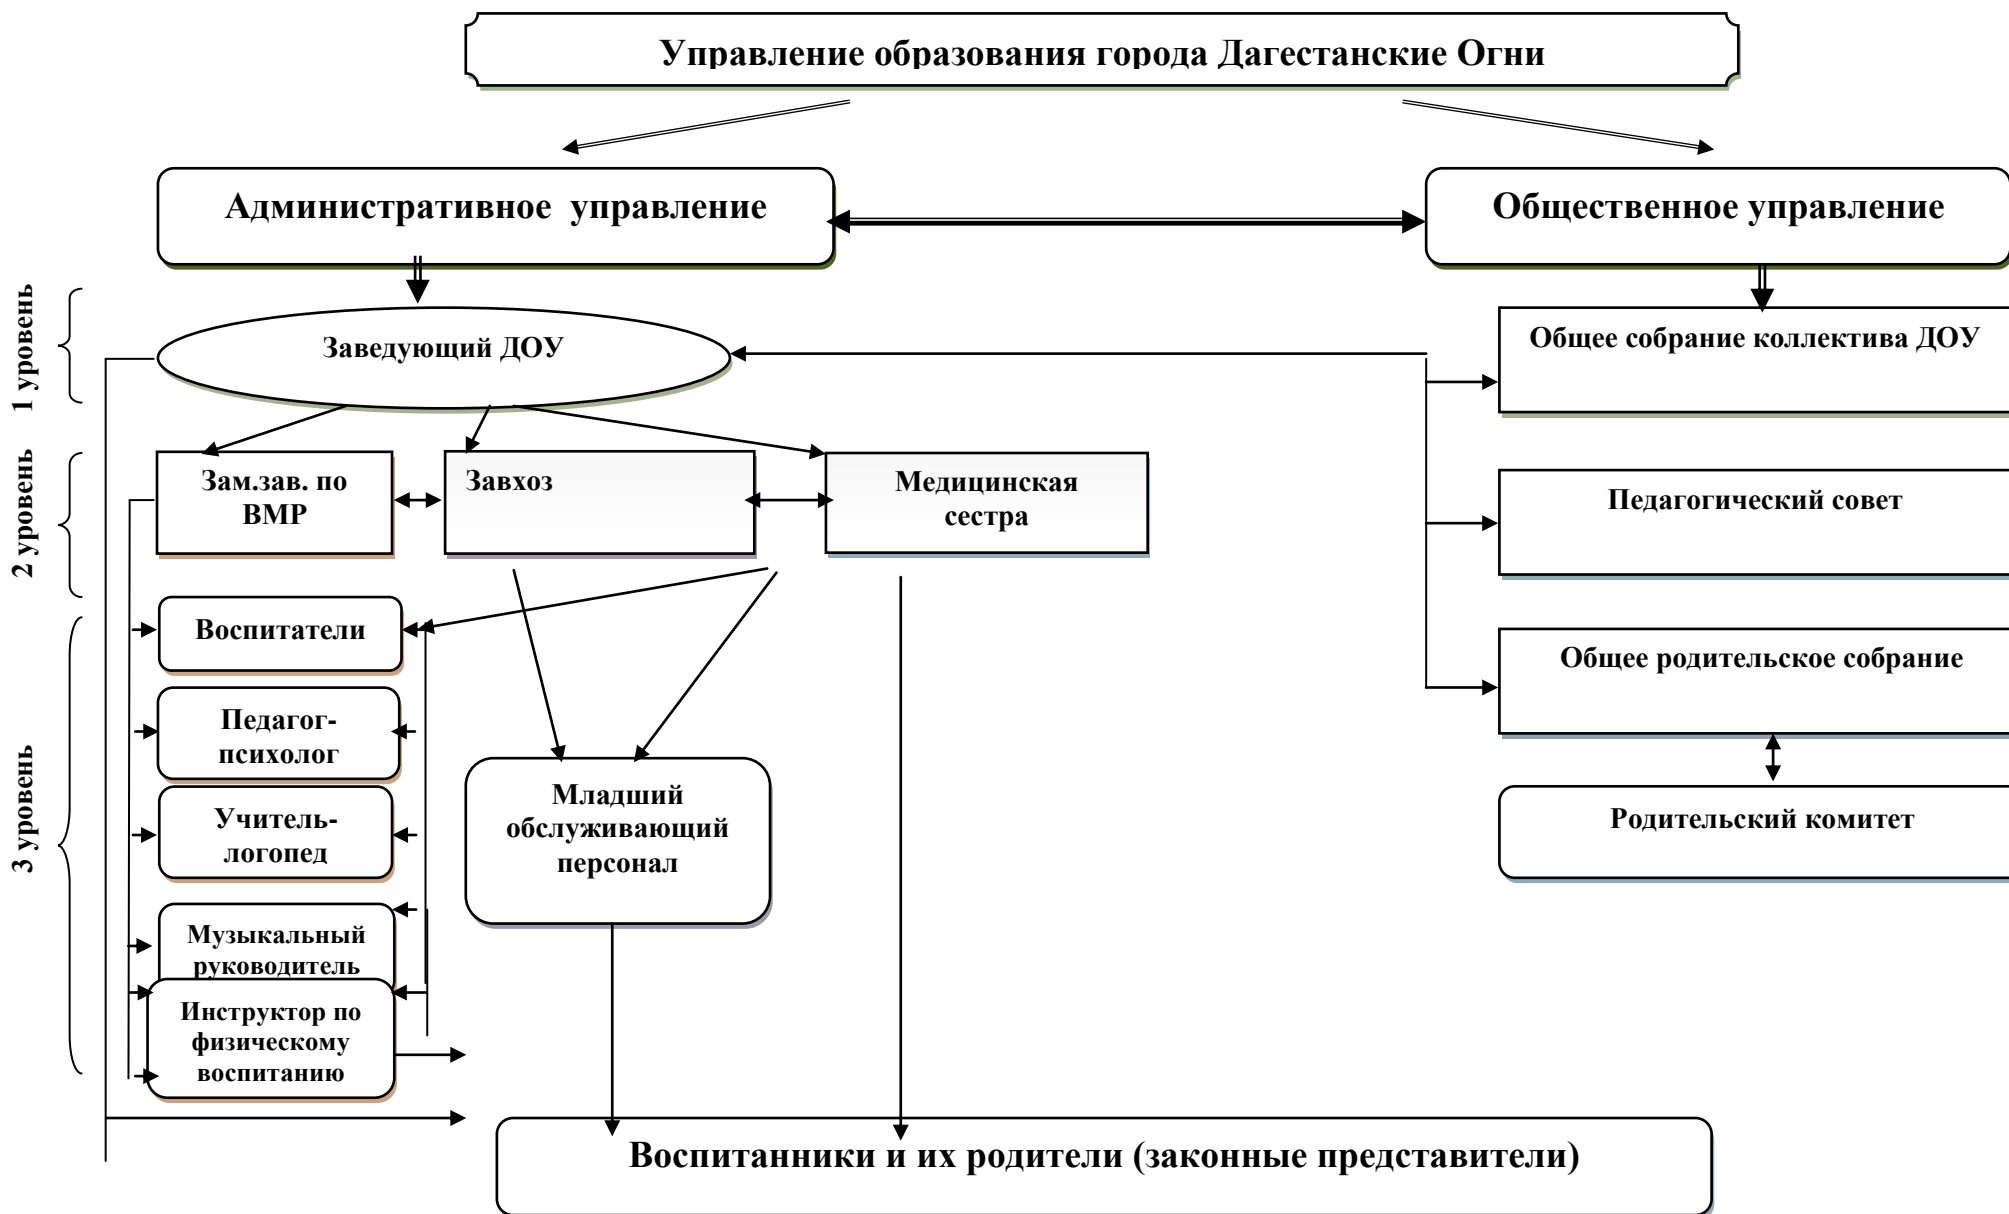 Управление образования города Дагестанские Огни
Административное управление
Общественное управление
1 уровень
Заведующий ДОУ
Общее собрание коллектива ДОУ
2 уровень
Зам.зав. по
ВМР
Завхоз
Медицинская
сестра
Педагогический совет
3 уровень
Воспитатели
Общее родительское собрание
Педагог-
психолог
Младший
обслуживающий
персонал
Родительский комитет
Учитель-
логопед
Музыкальный
руководитель
Инструктор по
физическому
воспитанию
Воспитанники и их родители (законные представители)